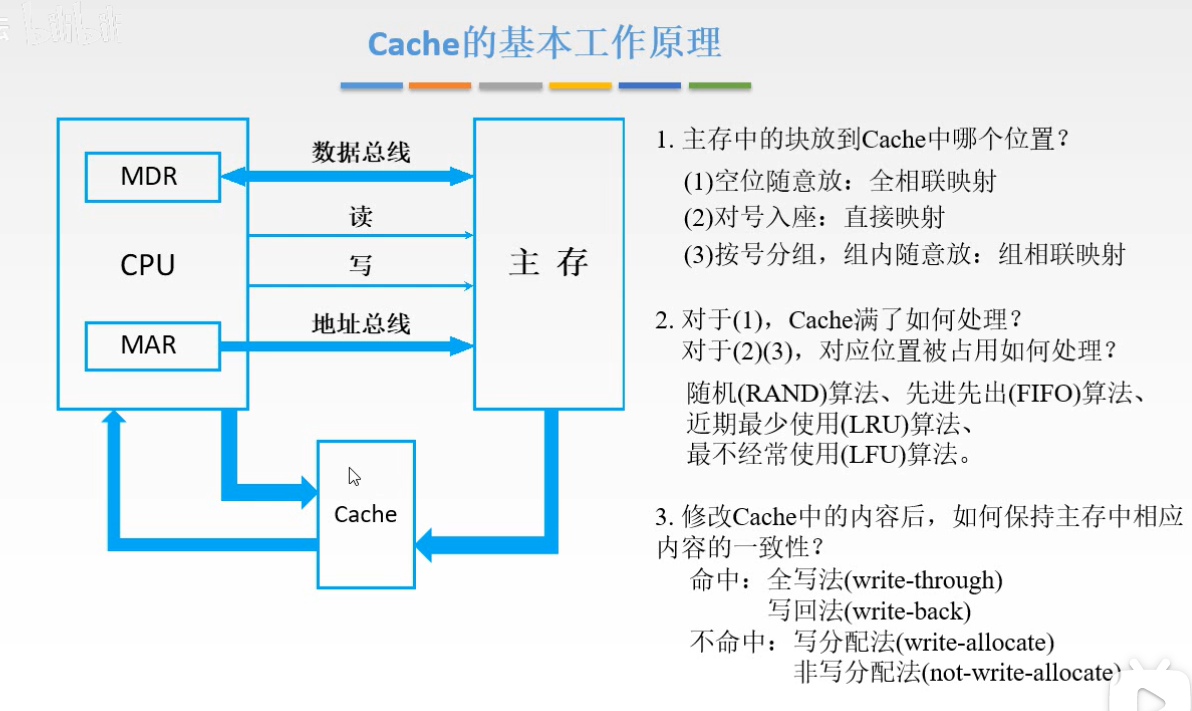 Cache的基本工作原理
MDR
CPU
MAR
数据总线
读
写
地址总线
主 存
Cache
1. 主存中的块放到Cache中哪个位置？
(1)空位随意放：全相联映射
(2)对号入座：直接映射
(3)按号分组，组内随意放：组相联映射
2. 对于(1)，Cache满了如何处理？
对于(2)(3)，对应位置被占用如何处理？
随机(RAND)算法、先进先出(FIFO)算法、
近期最少使用(LRU)算法、
最不经常使用(LFU)算法。
3. 修改Cache中的内容后，如何保持主存中相应
内容的一致性？
命中：全写法(write-through)
写回法(write-back)
不命中：写分配法(write-allocate)
非写分配法(not-write-allocate)